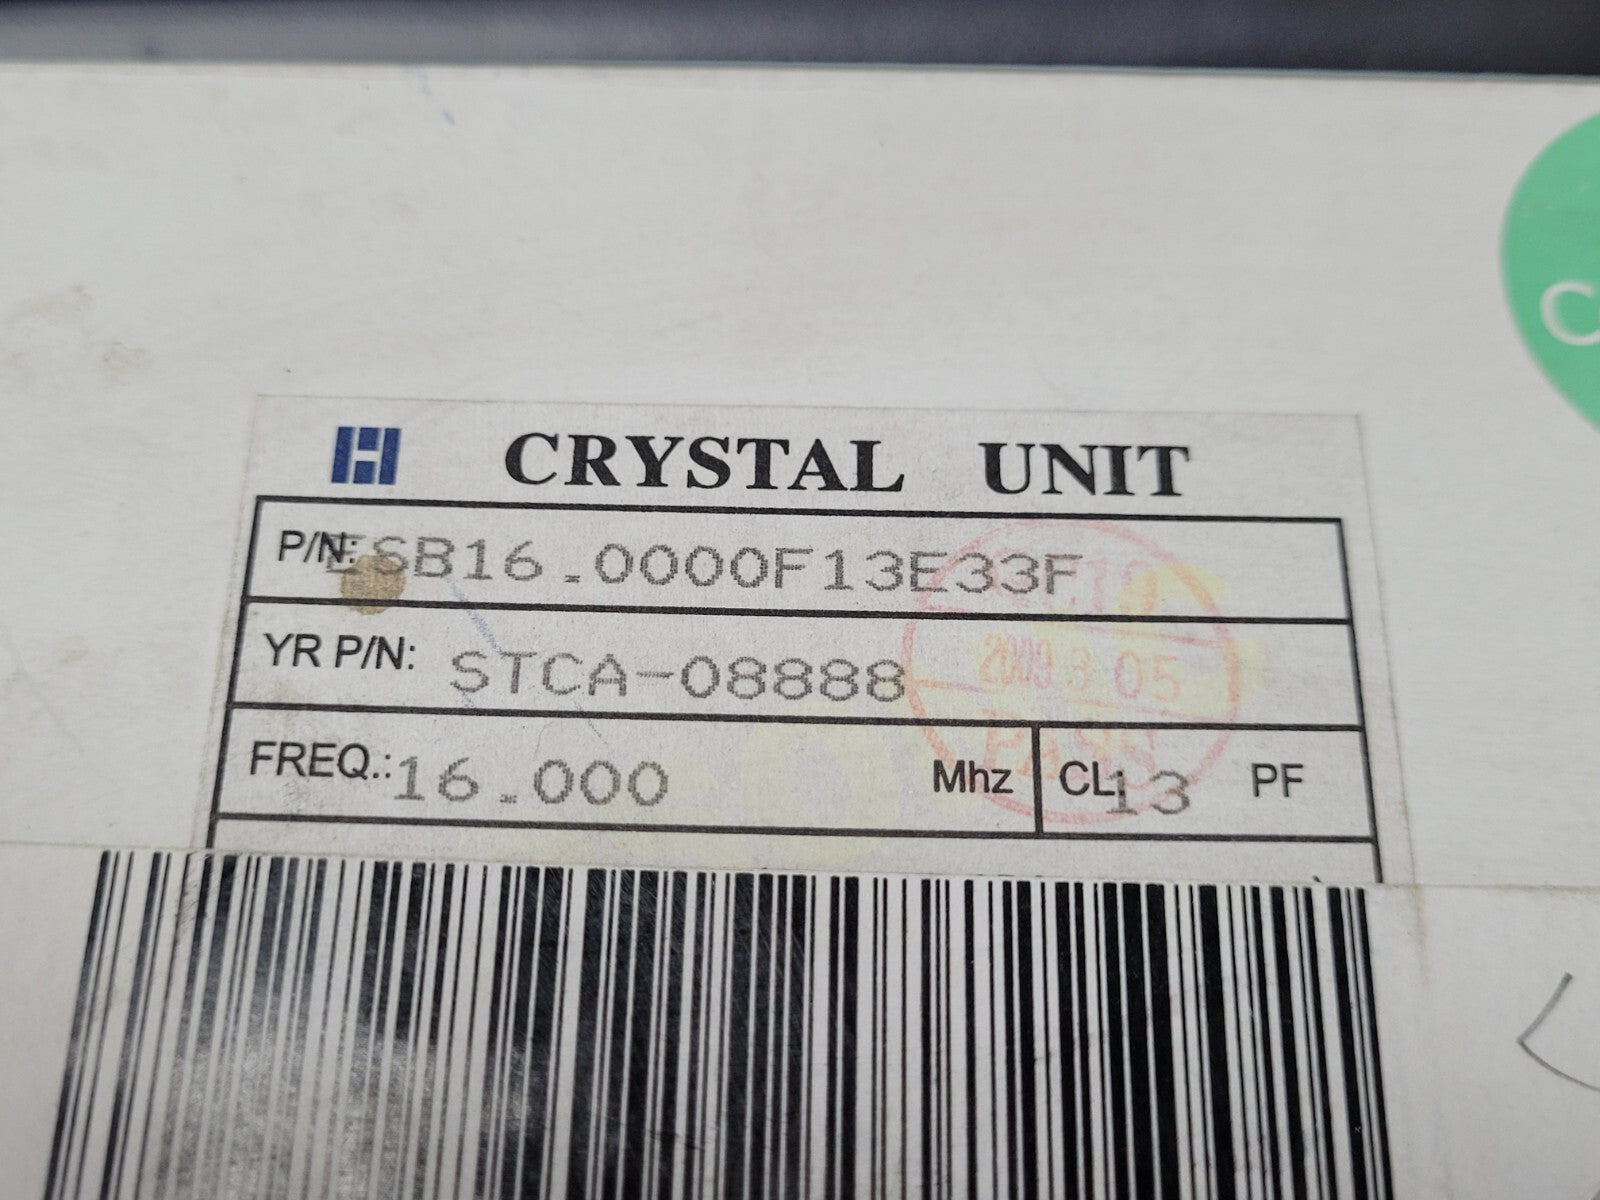 CRYSTAL UNIT
P/N: ESB16.0000F13E33F
YR P/N: STCA-08888
FREQ.: 16.000 Mhz CL: 13 PF
2009 3 05
C